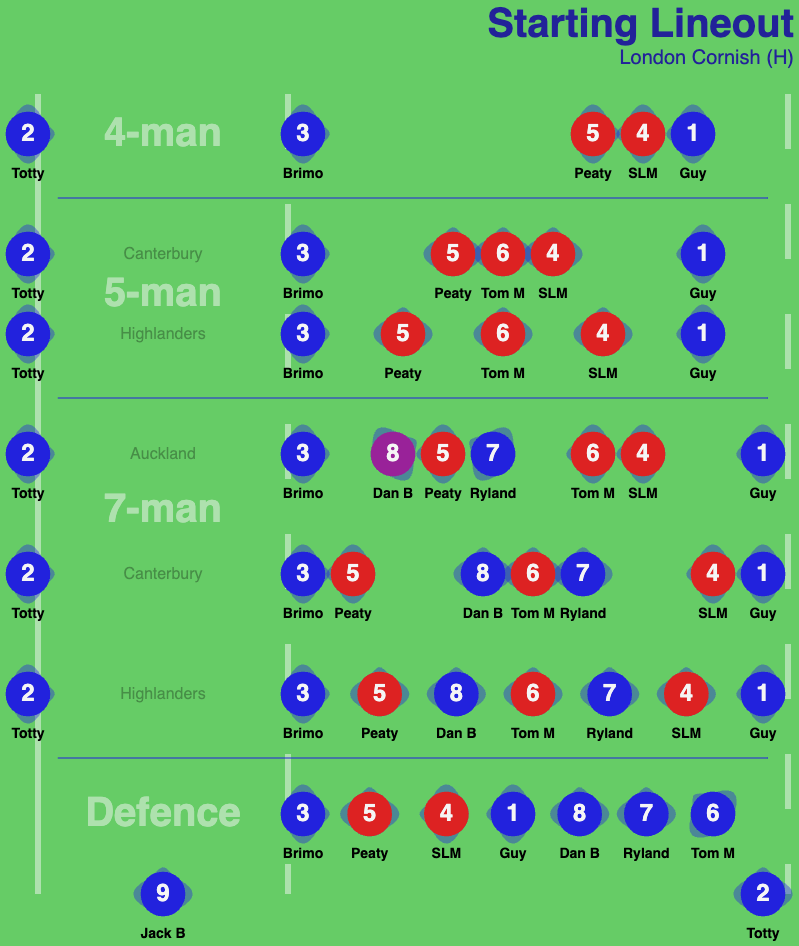 Starting Lineout
London Cornish (H)
2 4-man 3 5 4 1
Totty Brimo Peaty SLM Guy
2 Canterbury 3 5 6 4 1
Totty Brimo Peaty Tom M SLM Guy
5-man
2 Highlanders 3 5 6 4 1
Totty Brimo Peaty Tom M SLM Guy
2 Auckland 3 8 5 7 6 4 1
Totty Brimo Dan B Peaty Ryland Tom M SLM Guy
7-man
2 Canterbury 3 5 8 6 7 4 1
Totty Brimo Peaty Dan B Tom M Ryland SLM Guy
2 Highlanders 3 5 8 6 7 4 1
Totty Brimo Peaty Dan B Tom M Ryland SLM Guy
Defence 3 5 4 1 8 7 6
Brimo Peaty SLM Guy Dan B Ryland Tom M
9 2
Jack B Totty